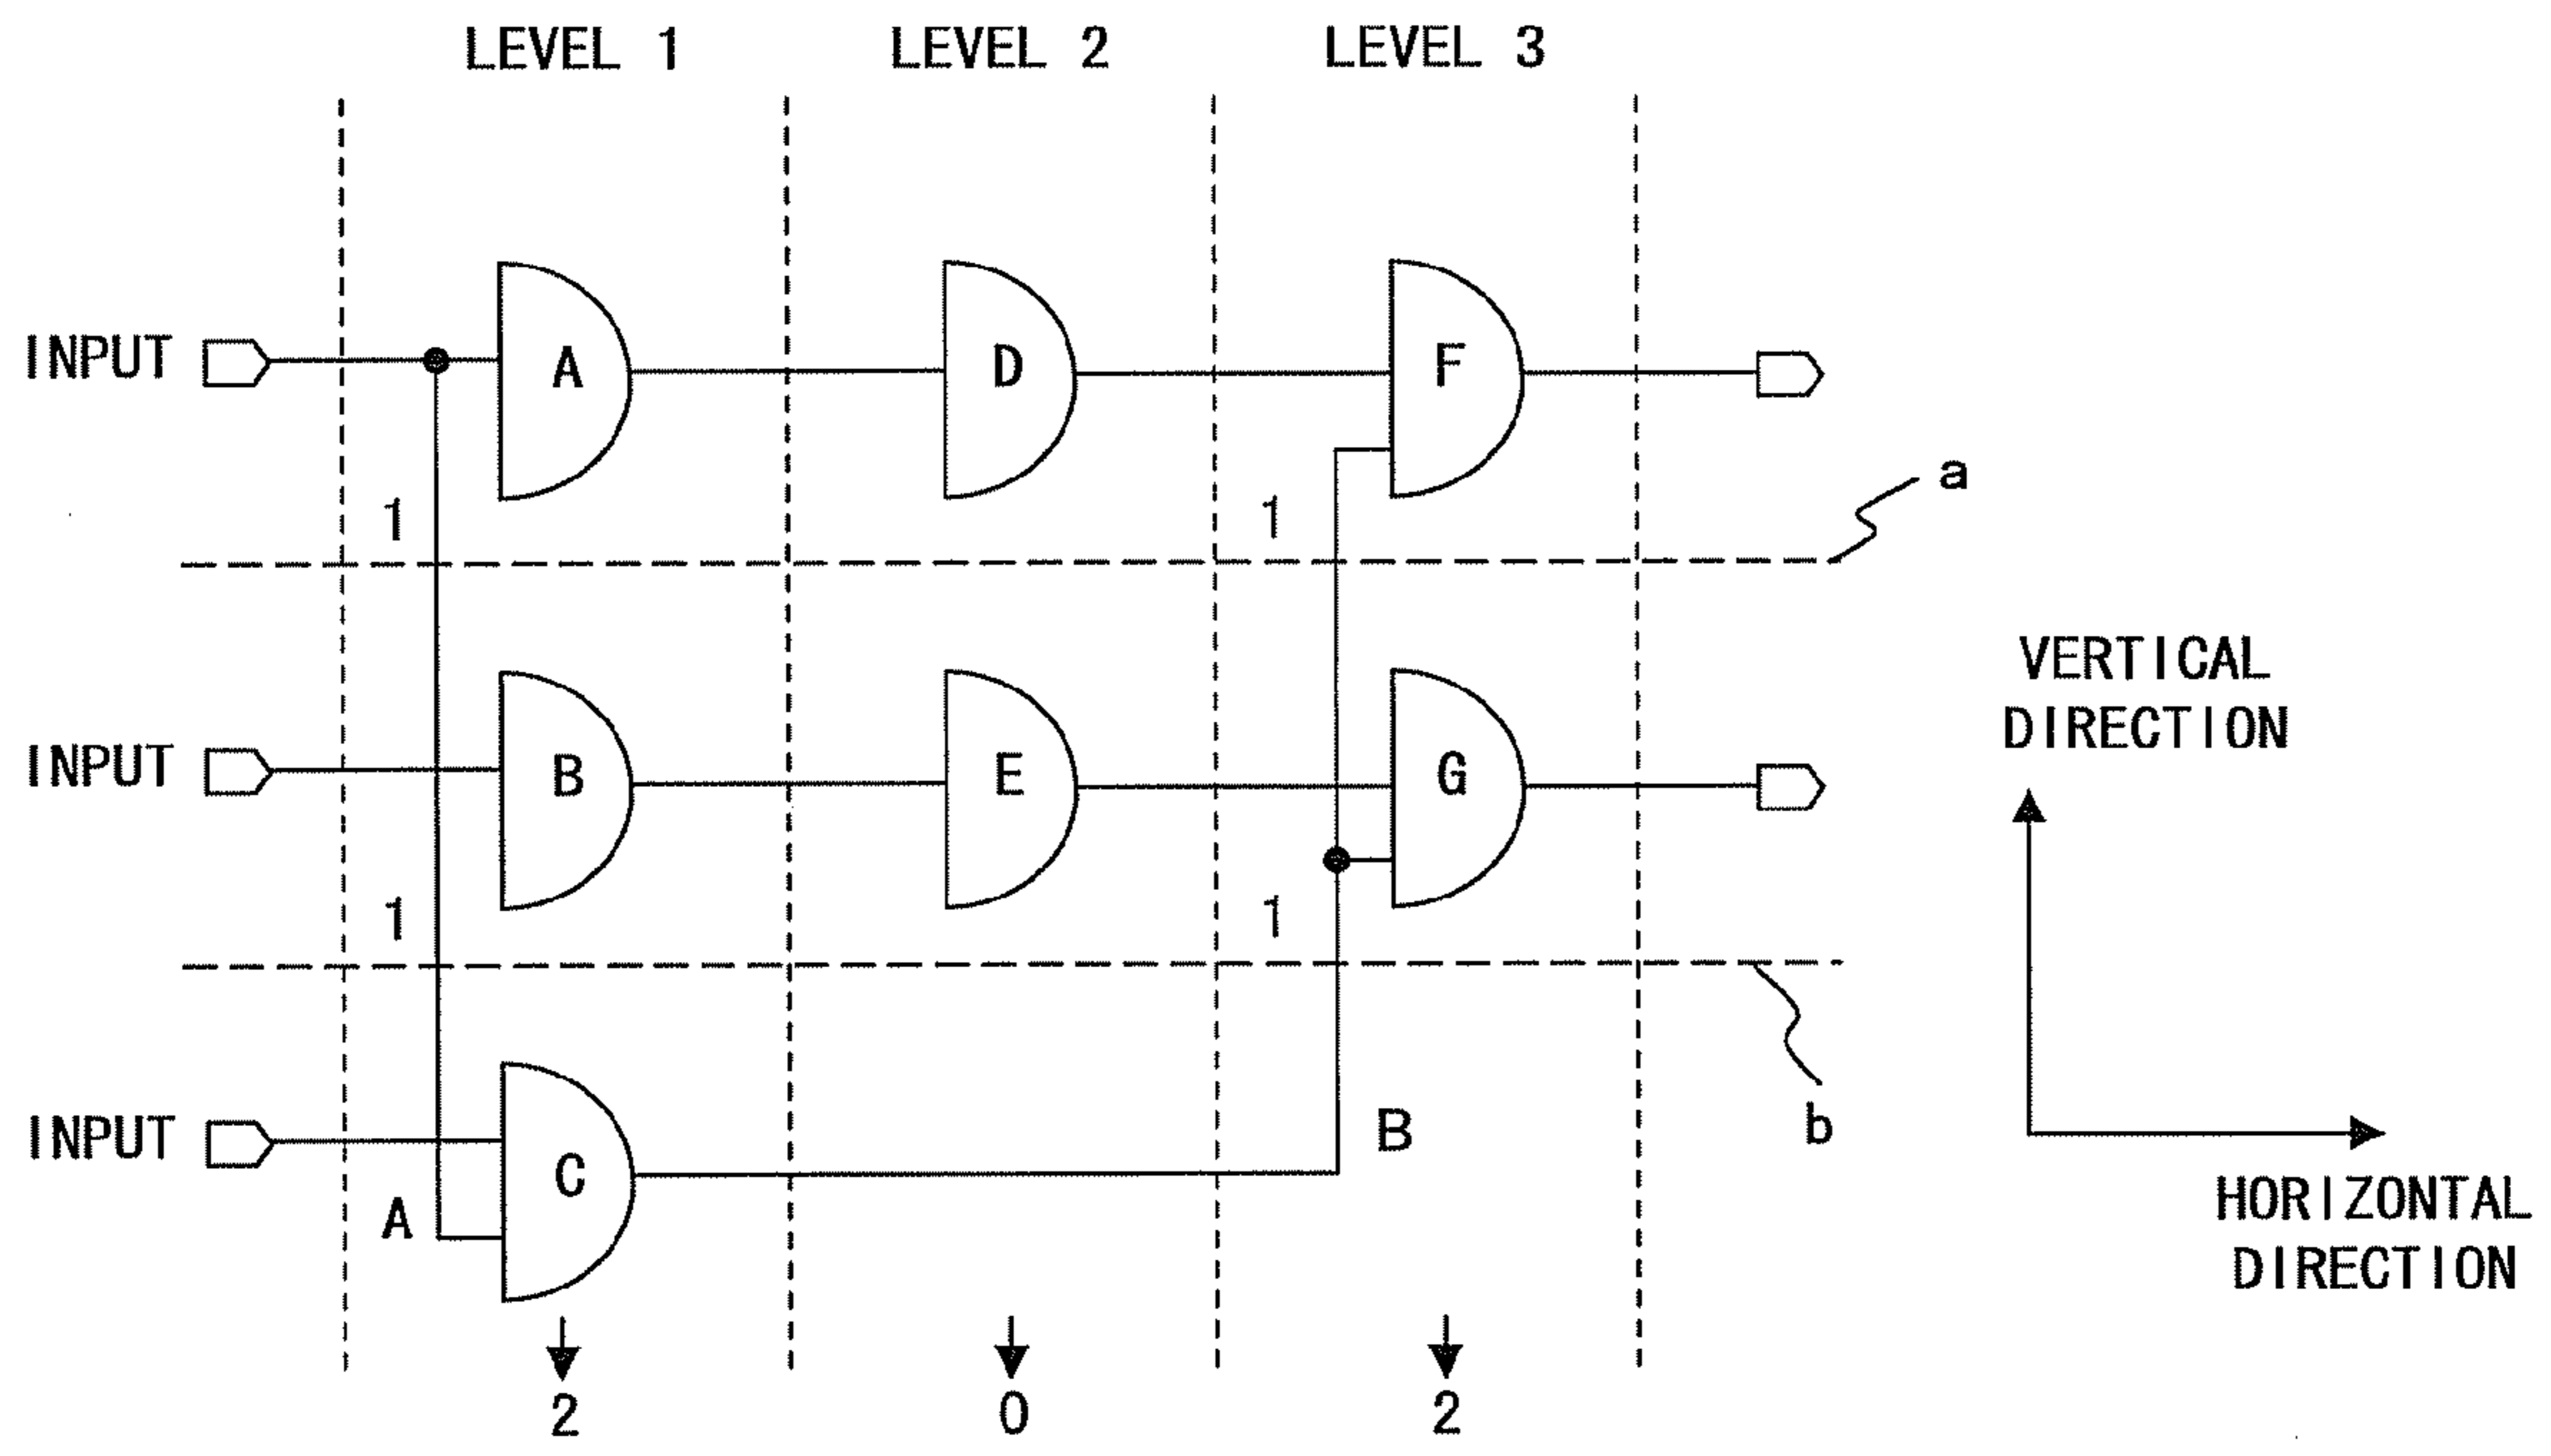 LEVEL 1 LEVEL 2 LEVEL 3
INPUT A D F
1 1 a
INPUT B E G
VERTICAL
DIRECTION
1 1
INPUT C B b
A
HORIZONTAL
DIRECTION
2 0 2